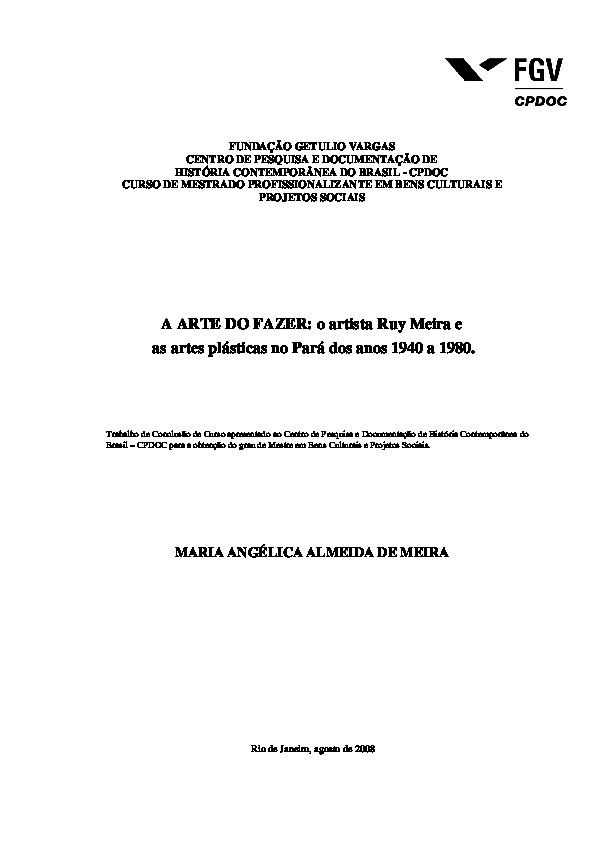 FGV
CPDOC
FUNDAÇÃO GETULIO VARGAS
CENTRO DE PESQUISA E DOCUMENTAÇÃO DE
HISTÓRIA CONTEMPORÂNEA DO BRASIL - CPDOC
CURSO DE MESTRADO PROFISSIONALIZANTE EM BENS CULTURAIS E
PROJETOS SOCIAIS
A ARTE DO FAZER: o artista Ruy Meira e
as artes plásticas no Pará dos anos 1940 a 1980.
Trabalho de Conclusão de Curso apresentado ao Centro de Pesquisa e Documentação de História Contemporânea do
Brasil – CPDOC para a obtenção do grau de Mestre em Bens Culturais e Projetos Sociais.
MARIA ANGÉLICA ALMEIDA DE MEIRA
Rio de Janeiro, agosto de 2008